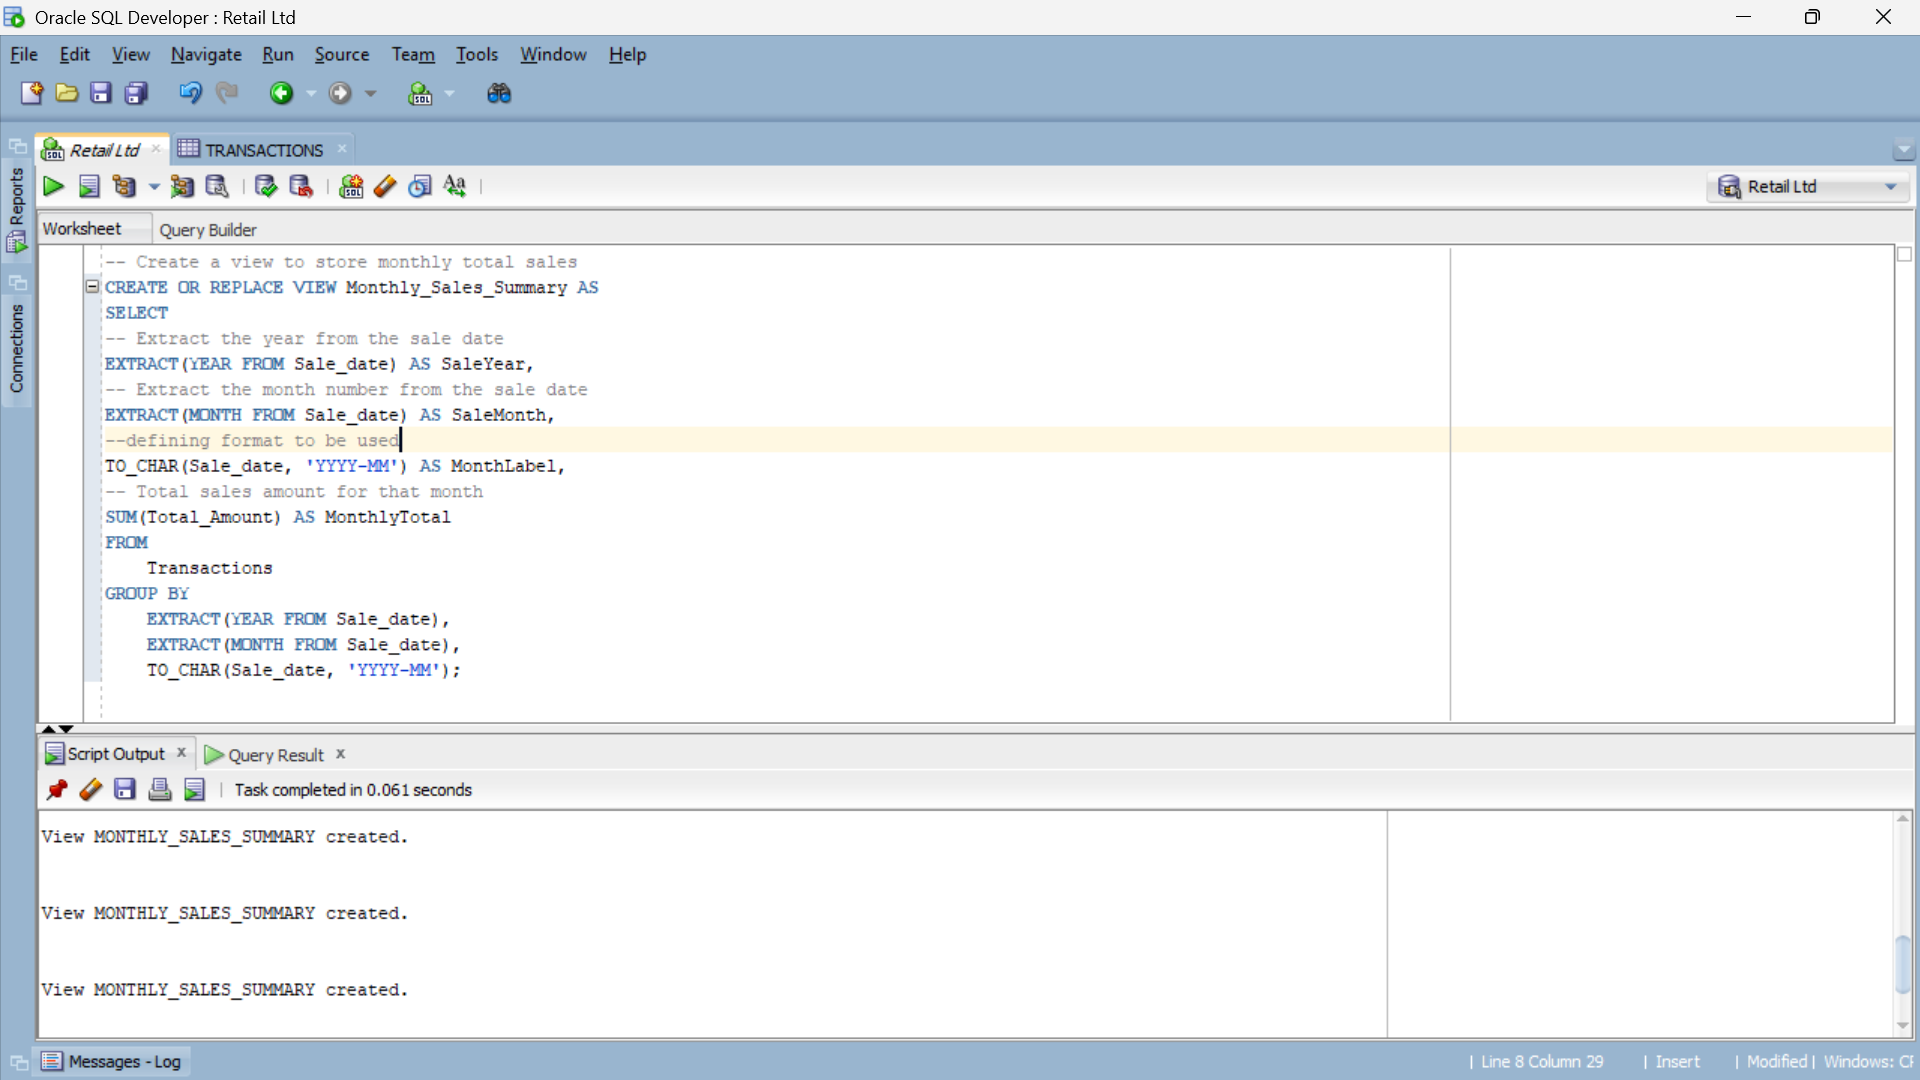 Oracle SQL Developer : Retail Ltd
File Edit View Navigate Run Source Team Tools Window Help
Retail Ltd
TRANSACTIONS
Retail Ltd
Reports
Connections
Worksheet
Query Builder
-- Create a view to store monthly total sales
CREATE OR REPLACE VIEW Monthly_Sales_Summary AS
SELECT
-- Extract the year from the sale date
EXTRACT(YEAR FROM Sale_date) AS SaleYear,
-- Extract the month number from the sale date
EXTRACT(MONTH FROM Sale_date) AS SaleMonth,
--defining format to be used
TO_CHAR(Sale_date, 'YYYY-MM') AS MonthLabel,
-- Total sales amount for that month
SUM(Total_Amount) AS MonthlyTotal
FROM
Transactions
GROUP BY
EXTRACT(YEAR FROM Sale_date),
EXTRACT(MONTH FROM Sale_date),
TO_CHAR(Sale_date, 'YYYY-MM');
Script Output
Query Result
Task completed in 0.061 seconds
View MONTHLY_SALES_SUMMARY created.
View MONTHLY_SALES_SUMMARY created.
View MONTHLY_SALES_SUMMARY created.
Messages - Log
| Line 8 Column 29 | Insert | Modified | Windows: CR